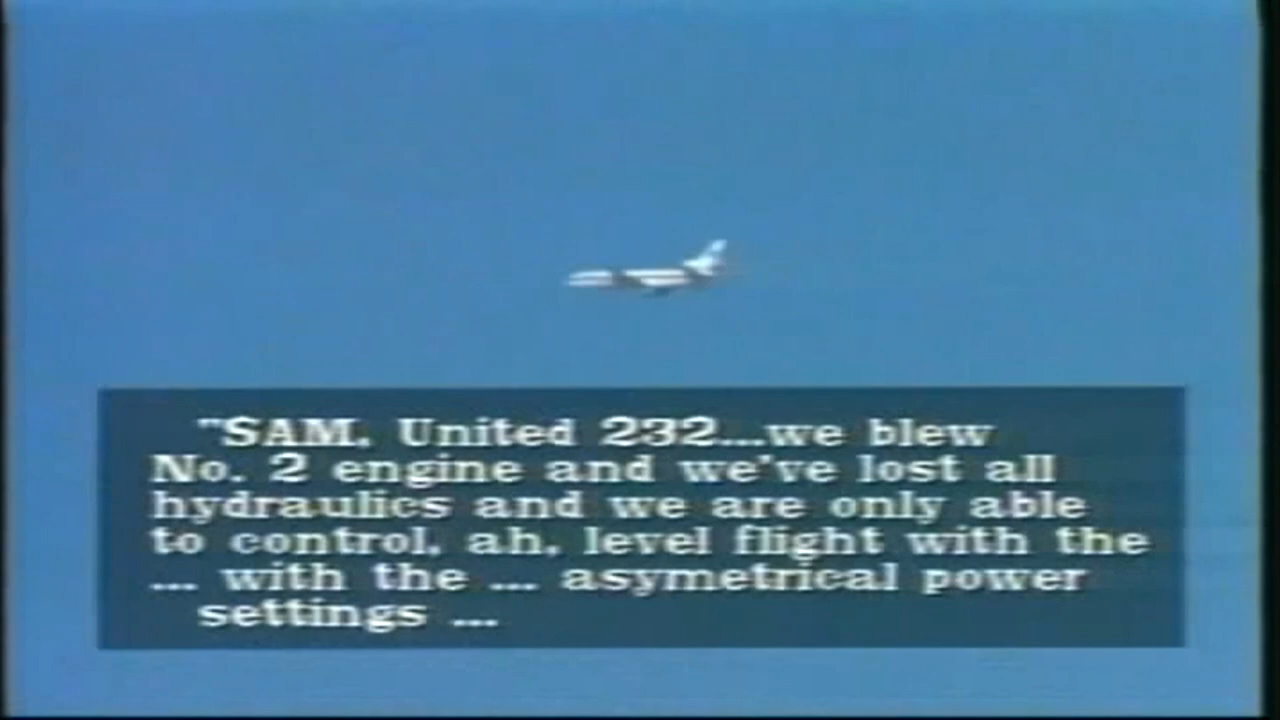 "SAM, United 232...we blew
No. 2 engine and we've lost all
hydraulics and we are only able
to control, ah, level flight with the
... with the ... asymetrical power
settings ...